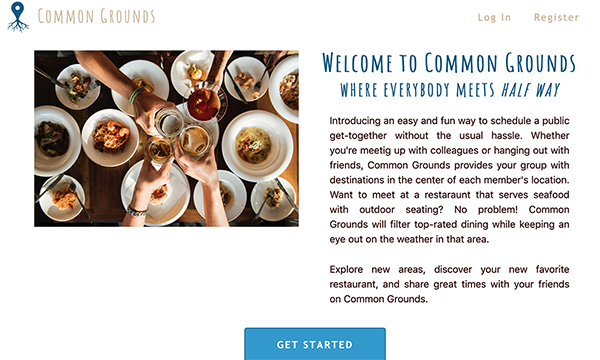 Common Grounds
Log In Register
Welcome to Common Grounds
where everybody meets half way
Introducing an easy and fun way to schedule a public
get-together without the usual hassle. Whether
you're meetig up with colleagues or hanging out with
friends, Common Grounds provides your group with
destinations in the center of each member's location.
Want to meet at a restaraunt that serves seafood
with outdoor seating? No problem! Common
Grounds will filter top-rated dining while keeping an
eye out on the weather in that area.
Explore new areas, discover your new favorite
restaurant, and share great times with your friends
on Common Grounds.
GET STARTED